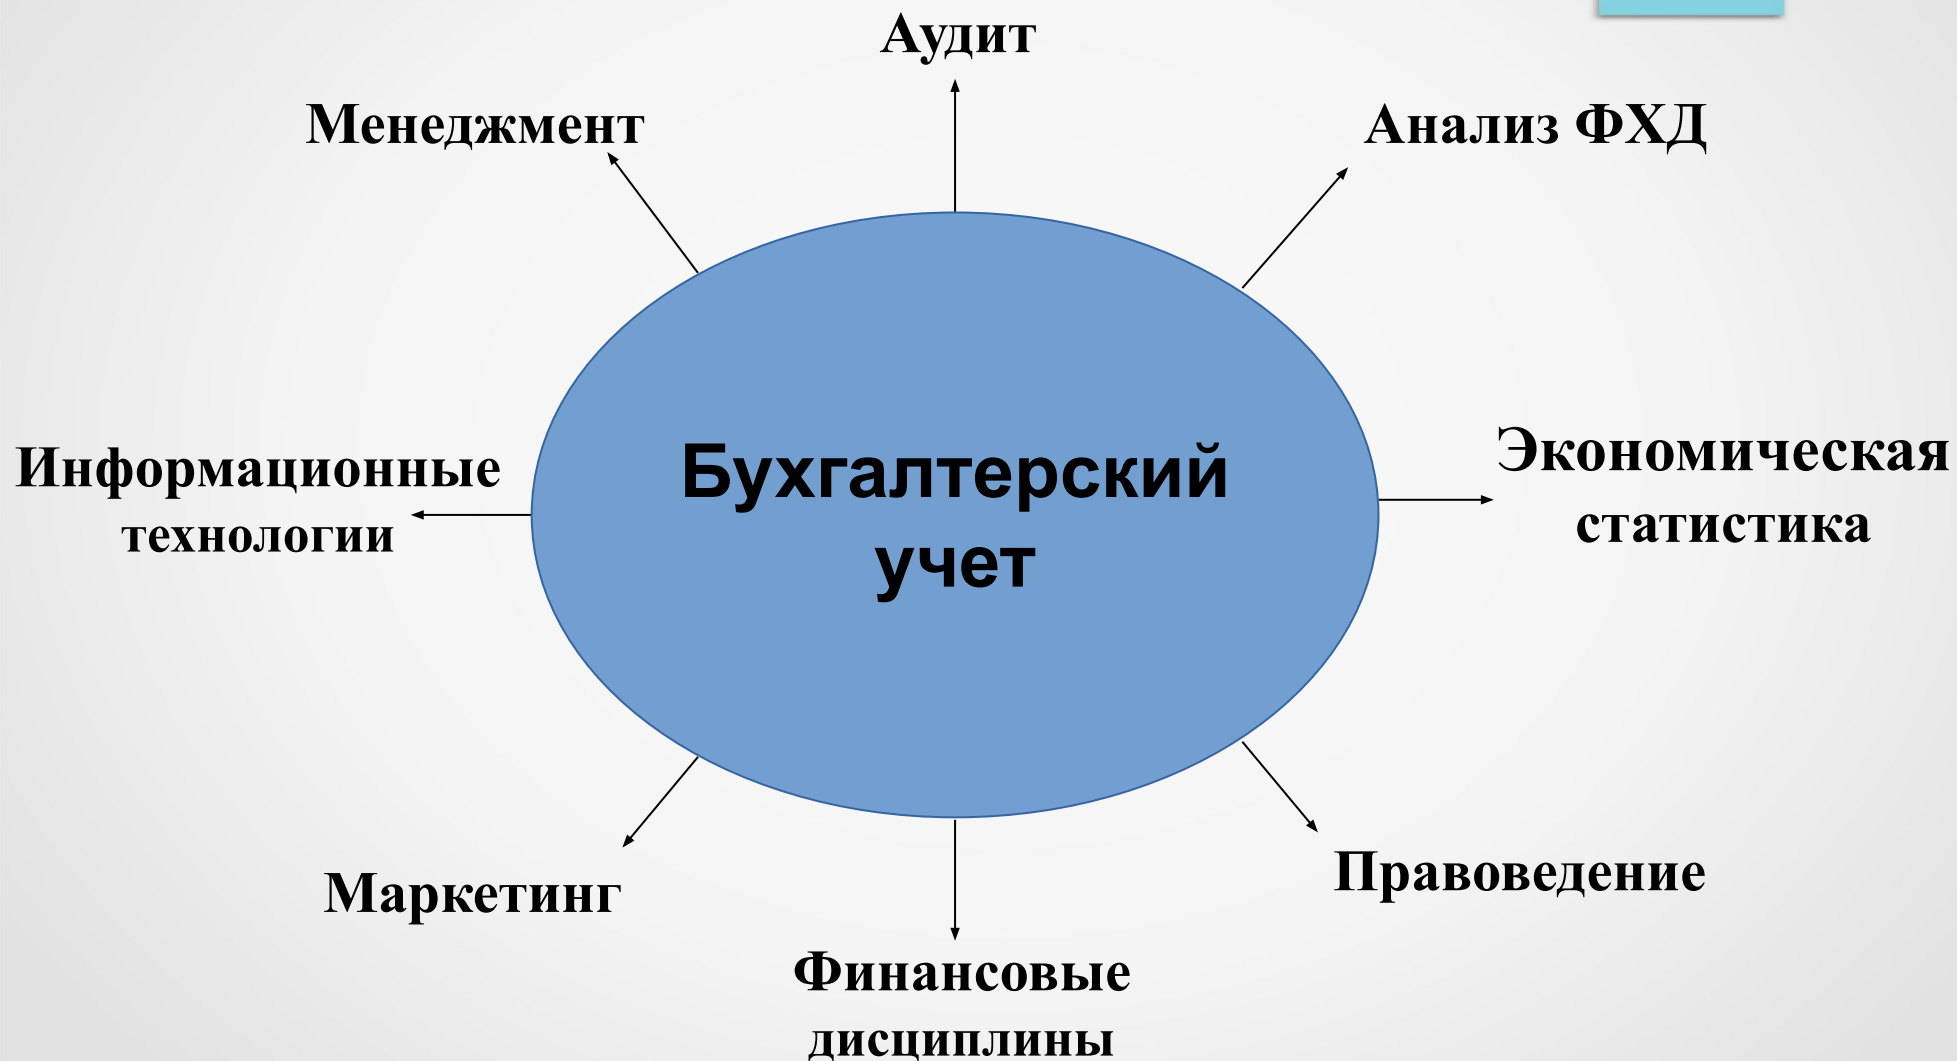 Аудит
Менеджмент
Анализ ФХД
Информационные
технологии
Бухгалтерский
учет
Экономическая
статистика
Маркетинг
Правоведение
Финансовые
дисциплины